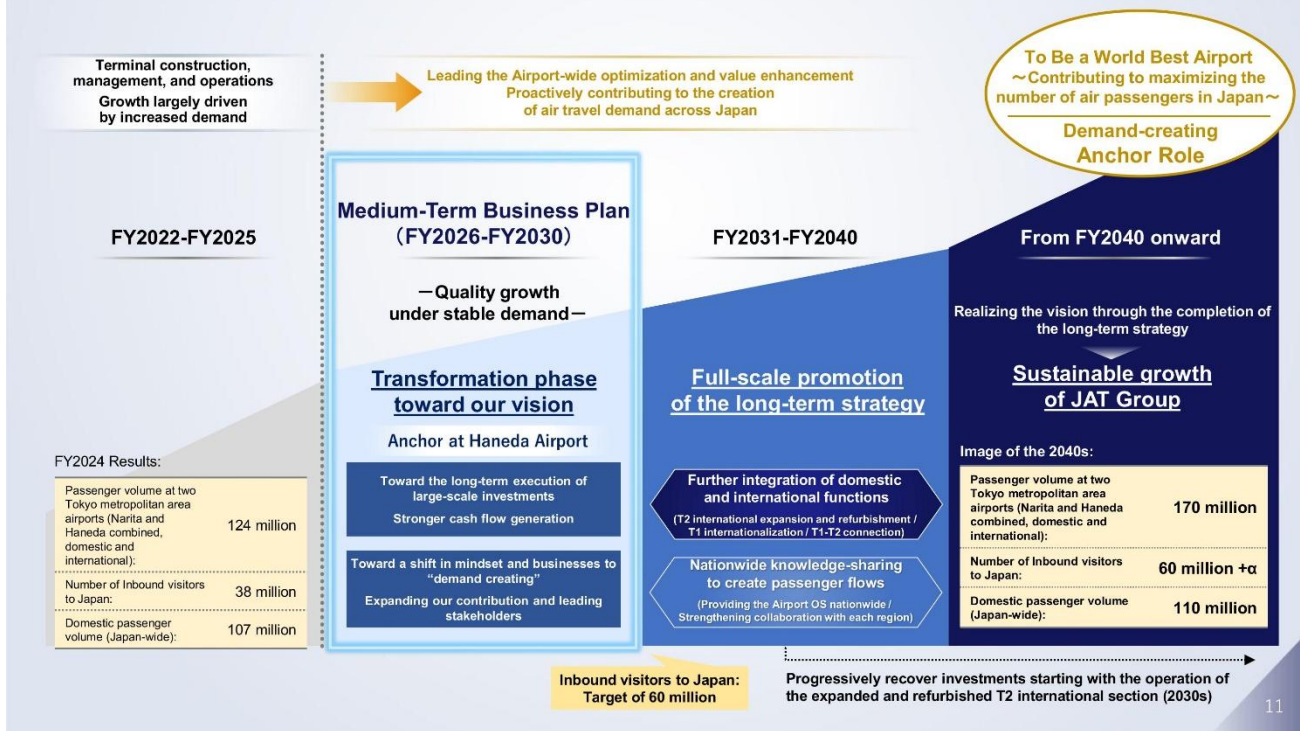 Terminal construction,
management, and operations
Growth largely driven
by increased demand
Leading the Airport-wide optimization and value enhancement
Proactively contributing to the creation
of air travel demand across Japan
To Be a World Best Airport
～Contributing to maximizing the
number of air passengers in Japan～
Demand-creating
Anchor Role
FY2022-FY2025
FY2024 Results:
Passenger volume at two
Tokyo metropolitan area
airports (Narita and
Haneda combined,
domestic and
international):
124 million
Number of Inbound visitors
to Japan:
38 million
Domestic passenger
volume (Japan-wide):
107 million
Medium-Term Business Plan
（FY2026-FY2030）
－Quality growth
under stable demand－
Transformation phase
toward our vision
Anchor at Haneda Airport
Toward the long-term execution of
large-scale investments
Stronger cash flow generation
Toward a shift in mindset and businesses to
“demand creating”
Expanding our contribution and leading
stakeholders
FY2031-FY2040
Full-scale promotion
of the long-term strategy
Further integration of domestic
and international functions
(T2 international expansion and refurbishment /
T1 internationalization / T1-T2 connection)
Nationwide knowledge-sharing
to create passenger flows
(Providing the Airport OS nationwide /
Strengthening collaboration with each region)
From FY2040 onward
Realizing the vision through the completion of
the long-term strategy
Sustainable growth
of JAT Group
Image of the 2040s:
Passenger volume at two
Tokyo metropolitan area
airports (Narita and Haneda
combined, domestic and
international):
170 million
Number of Inbound visitors
to Japan:
60 million +α
Domestic passenger volume
(Japan-wide):
110 million
Inbound visitors to Japan:
Target of 60 million
Progressively recover investments starting with the operation of
the expanded and refurbished T2 international section (2030s)
11